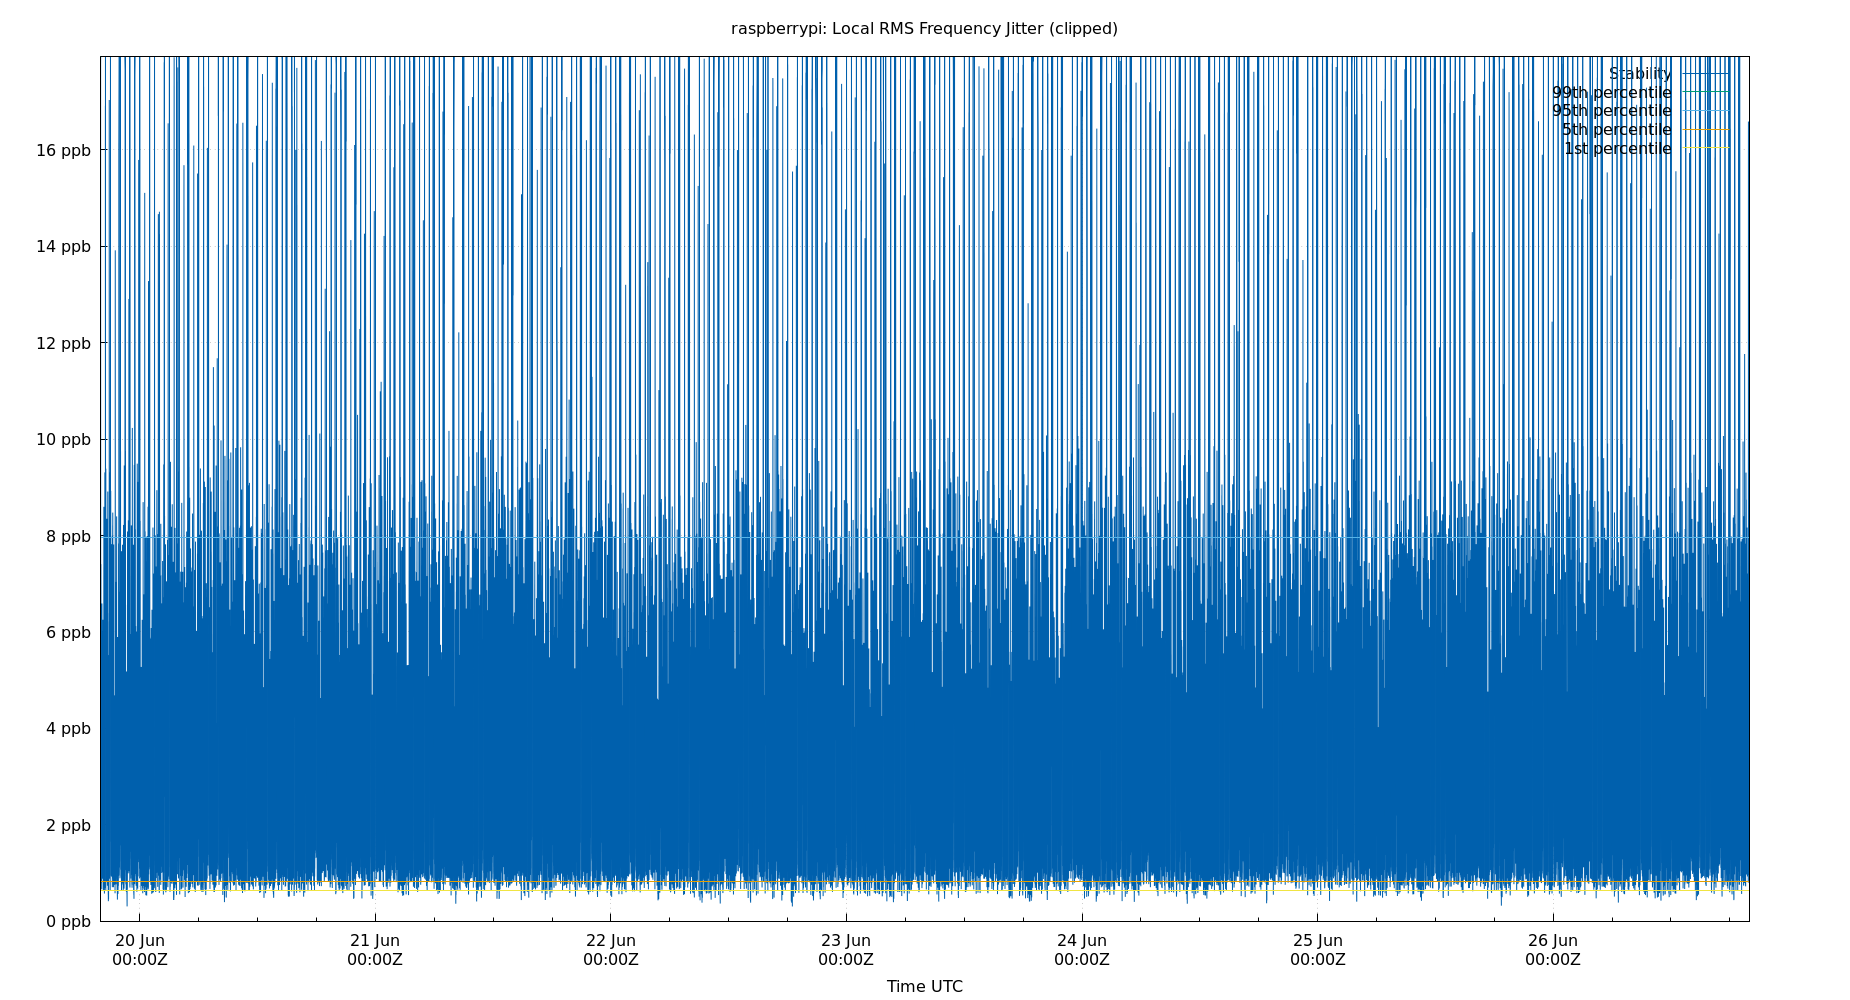 raspberrypi: Local RMS Frequency Jitter (clipped)
Stability
99th percentile
95th percentile
5th percentile
1st percentile
16 ppb
14 ppb
12 ppb
10 ppb
8 ppb
6 ppb
4 ppb
2 ppb
0 ppb
20 Jun 21 Jun 22 Jun 23 Jun 24 Jun 25 Jun 26 Jun
00:00Z 00:00Z 00:00Z 00:00Z 00:00Z 00:00Z 00:00Z
Time UTC